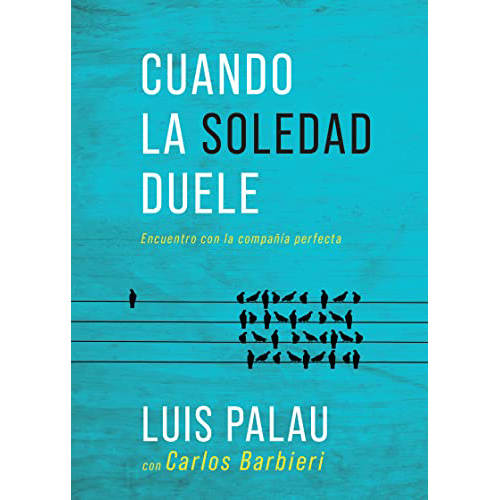 CUANDO
LA SOLEDAD
DUELE
Encuentro con la compañía perfecta
LUIS PALAU
con Carlos Barbieri